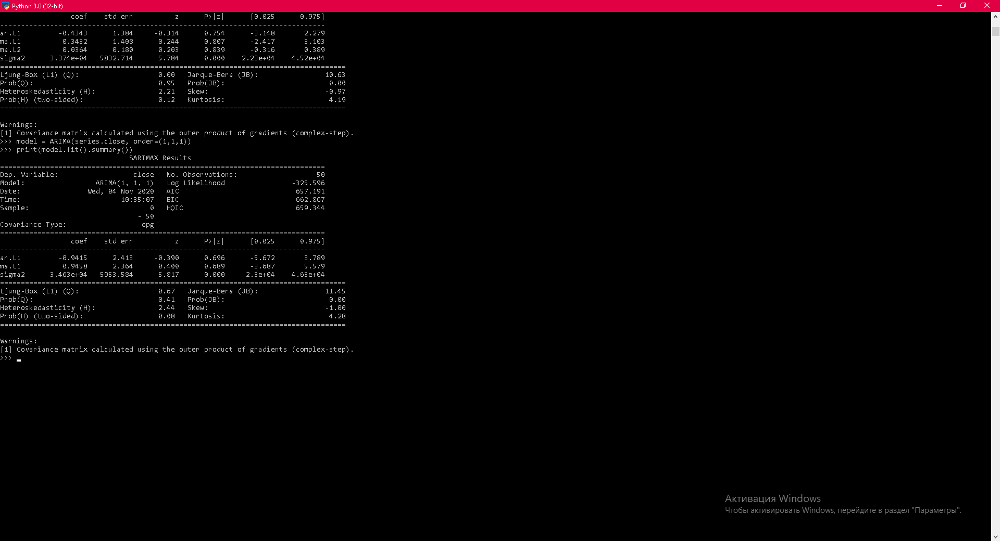 Python 3.8 (32-bit)
coef std err z P>|z| [0.025 0.975]
------------------------------------------------------------------------------
ar.L1 -0.4343 1.384 -0.314 0.754 -3.148 2.279
ma.L1 0.3432 1.408 0.244 0.807 -2.417 3.103
ma.L2 0.0364 0.180 0.203 0.839 -0.316 0.389
sigma2 3.374e+04 5832.714 5.784 0.000 2.23e+04 4.52e+04
===================================================================================
Ljung-Box (L1) (Q): 0.00 Jarque-Bera (JB): 10.63
Prob(Q): 0.95 Prob(JB): 0.00
Heteroskedasticity (H): 2.21 Skew: -0.97
Prob(H) (two-sided): 0.12 Kurtosis: 4.19
===================================================================================
Warnings:
[1] Covariance matrix calculated using the outer product of gradients (complex-step).
>>> model = ARIMA(series.close, order=(1,1,1))
>>> print(model.fit().summary())
SARIMAX Results
==============================================================================
Dep. Variable: close No. Observations: 50
Model: ARIMA(1, 1, 1) Log Likelihood -325.596
Date: Wed, 04 Nov 2020 AIC 657.191
Time: 10:35:07 BIC 662.867
Sample: 0 HQIC 659.344
- 50
Covariance Type: opg
==============================================================================
coef std err z P>|z| [0.025 0.975]
------------------------------------------------------------------------------
ar.L1 -0.9415 2.413 -0.390 0.696 -5.672 3.789
ma.L1 0.9458 2.364 0.400 0.689 -3.687 5.579
sigma2 3.463e+04 5953.584 5.817 0.000 2.3e+04 4.63e+04
===================================================================================
Ljung-Box (L1) (Q): 0.67 Jarque-Bera (JB): 11.45
Prob(Q): 0.41 Prob(JB): 0.00
Heteroskedasticity (H): 2.44 Skew: -1.00
Prob(H) (two-sided): 0.08 Kurtosis: 4.28
===================================================================================
Warnings:
[1] Covariance matrix calculated using the outer product of gradients (complex-step).
>>>
Активация Windows
Чтобы активировать Windows, перейдите в раздел "Параметры".